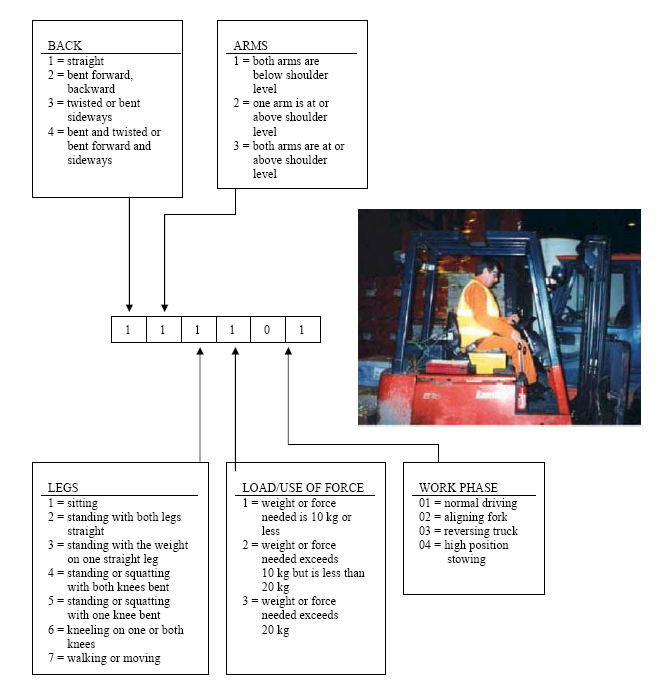 BACK
1 = straight
2 = bent forward,
backward
3 = twisted or bent
sideways
4 = bent and twisted or
bent forward and
sideways
ARMS
1 = both arms are
below shoulder
level
2 = one arm is at or
above shoulder
level
3 = both arms are at or
above shoulder
level
1 1 1 1 0 1
LEGS
1 = sitting
2 = standing with both legs
straight
3 = standing with the weight
on one straight leg
4 = standing or squatting
with both knees bent
5 = standing or squatting
with one knee bent
6 = kneeling on one or both
knees
7 = walking or moving
LOAD/USE OF FORCE
1 = weight or force
needed is 10 kg or
less
2 = weight or force
needed exceeds
10 kg but is less than
20 kg
3 = weight or force
needed exceeds
20 kg
WORK PHASE
01 = normal driving
02 = aligning fork
03 = reversing truck
04 = high position
stowing